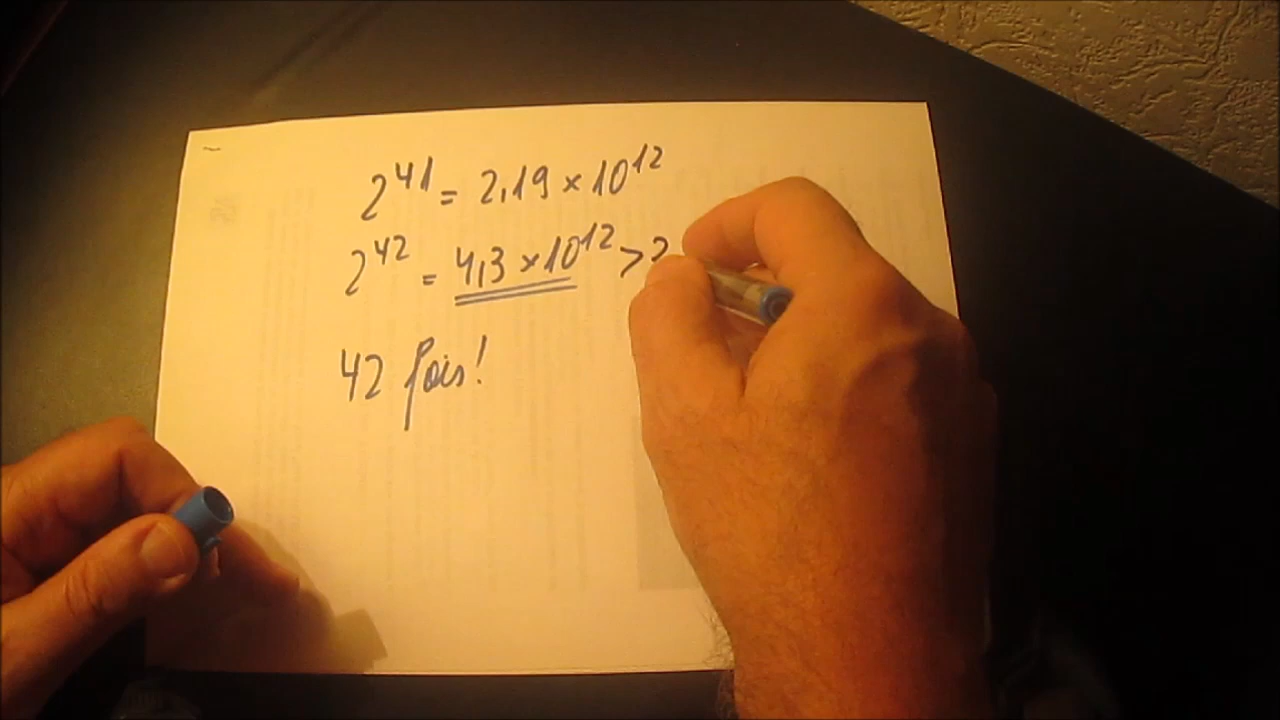 2^41 = 2,19 × 10^12
2^42 = 4,3 × 10^12 >
42 fois!